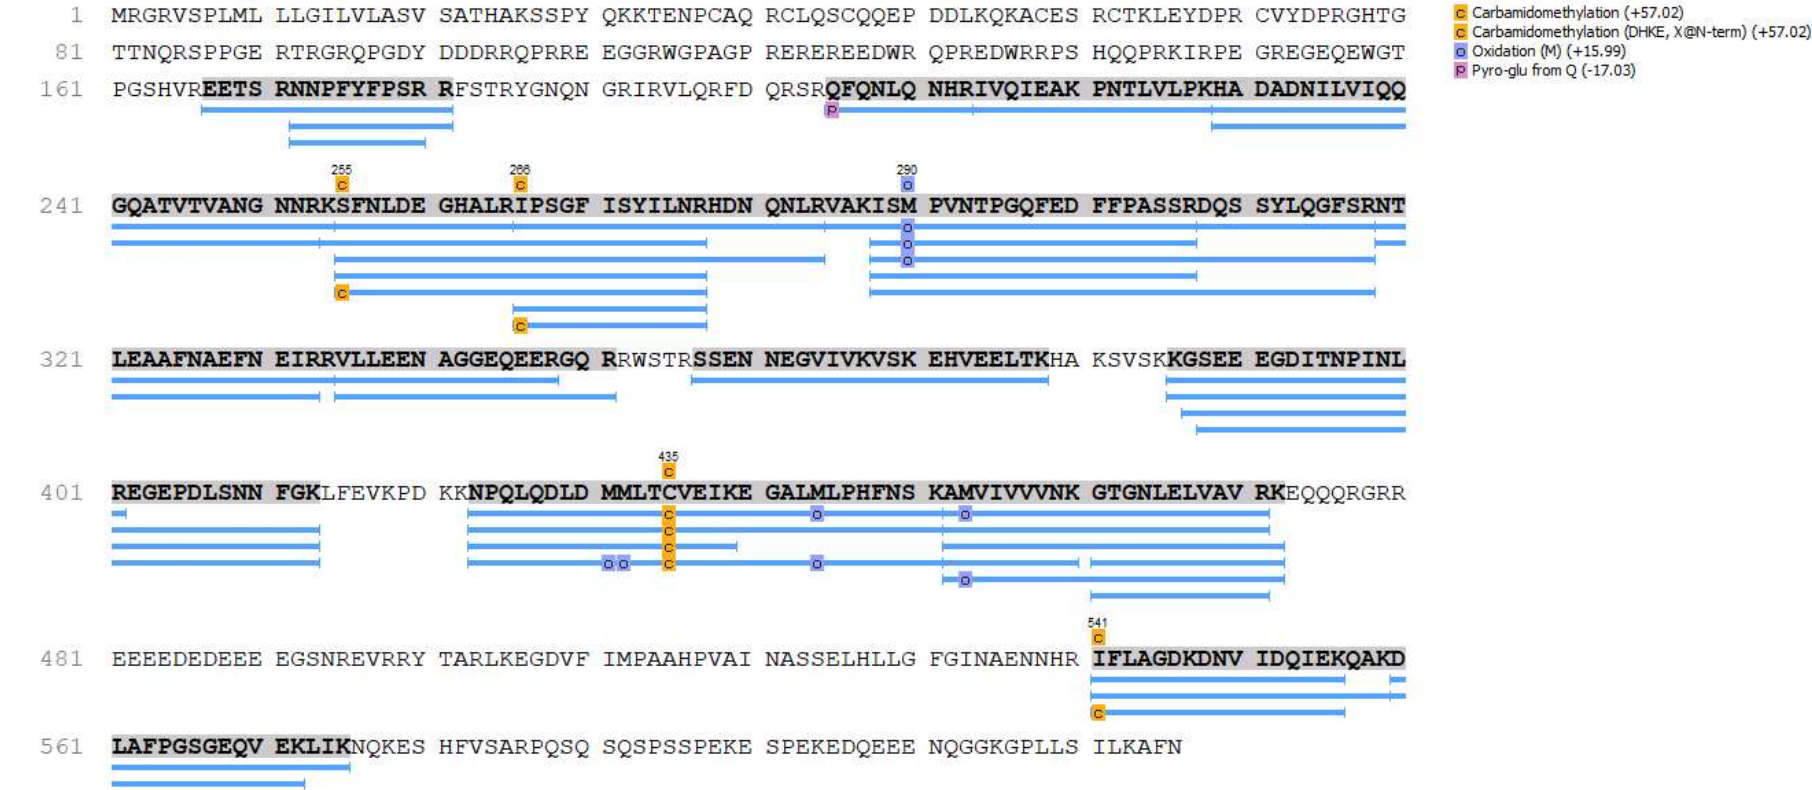 1 MRGRVSPLML LLGILVLASV SATHAKSSPY QKKTENPCAQ RCLQSCQQEP DDLKQKACES RCTKLEYDPR CVYDPRGHTG
c Carbamidomethylation (+57.02)
c Carbamidomethylation (DHKE, X@N-term) (+57.02)
o Oxidation (M) (+15.99)
P Pyro-glu from Q (-17.03)
81 TTNQRSPPGE RTRGRQPGDY DDDRRQPRRE EGGRWGPAGP REREREEDWR QPREDWRRPS HQQPRKIRPE GREGEQEWGT
161 PGSHVREETS RNNPFYFPSR RFSTRYGNQN GRIRVLQRFD QRSRQFQNLQ NHRIVQIEAK PNTLVLPKHA DADNILVIQQ
P
255 266 290
c c o
241 GQATVTVANG NNRKSFNLDE GHALRIPSGF ISYILNRHDN QNLRVAKISM PVNTPGQFED FFPASSRDQS SYLQGFSRNT
o
o
o
c
c
321 LEAAFNAEFN EIRRVLLEEN AGGEQEERGQ RRWSTRSSEN NEGVIVKVSK EHVEELTKHA KSVSKKGSEE EGDITNPINL
435
c
401 REGEPDLSNN FGKLFEVKPD KKNPQLQDLD MMLTCVEIKE GALMLPHFNS KAMVIVVVNK GTGNLELVAV RKEQQQRGRR
c o o
c
c
o o c o
o
541
c
481 EEEEDEDEEE EGSNREVRRY TARLKEGDVF IMPAAHPVAI NASSELHLLG FGINAENNHR IFLAGDKDNV IDQIEKQAKD
c
561 LAFPGSGEQV EKLIKNQKES HFVSARPQSQ SQSPSSPEKE SPEKEDQEEE NQGGKGPLLS ILKAFN